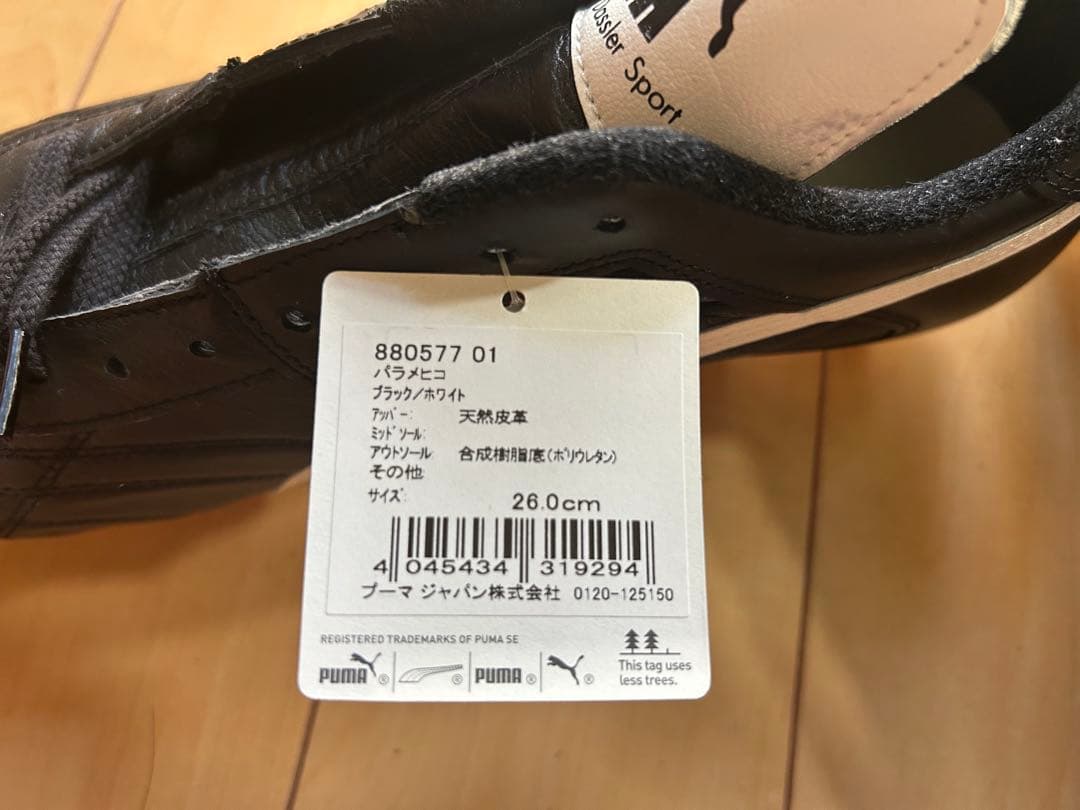 Dassler Sport
880577 01
パラメヒコ
ブラック/ホワイト
アッパー: 天然皮革
ミッドソール:
アウトソール 合成樹脂底(ポリウレタン)
その他
サイズ: 26.0cm
4 045434 319294
プーマ ジャパン株式会社 0120-125150
REGISTERED TRADEMARKS OF PUMA SE
PUMA® ® PUMA® ®
This tag uses
less trees.